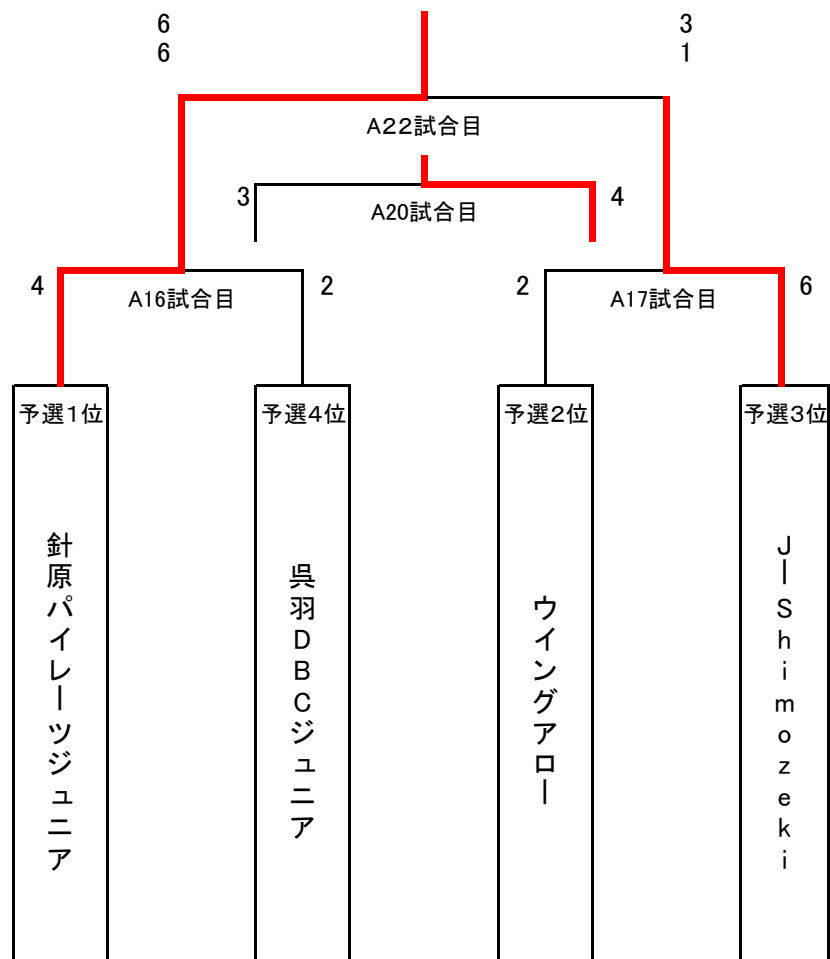 6
6
3
1
A22試合目
3
A20試合目
4
4
A16試合目
2
2
A17試合目
6
予選1位
予選4位
予選2位
予選3位
針原パイレーツジュニア
呉羽DBCジュニア
ウイングアロー
J－Shimozeki